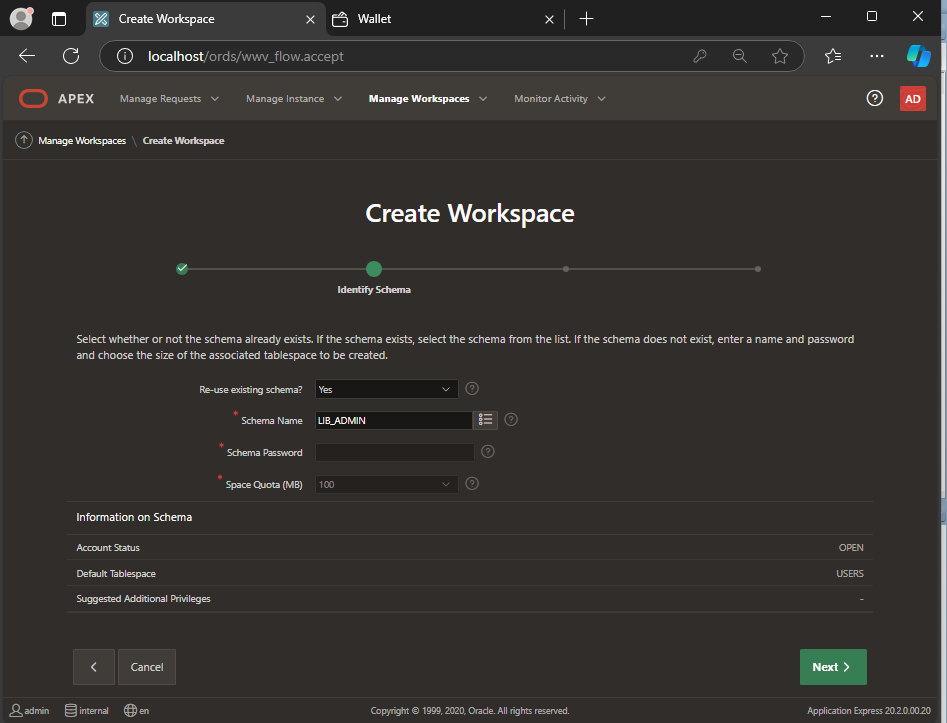 Create Workspace
Wallet
localhost/ords/wwv_flow.accept
APEX
Manage Requests
Manage Instance
Manage Workspaces
Monitor Activity
AD
Manage Workspaces \ Create Workspace
Create Workspace
Identify Schema
Select whether or not the schema already exists. If the schema exists, select the schema from the list. If the schema does not exist, enter a name and password
and choose the size of the associated tablespace to be created.
Re-use existing schema? Yes
* Schema Name LIB_ADMIN
* Schema Password
* Space Quota (MB) 100
Information on Schema
Account Status OPEN
Default Tablespace USERS
Suggested Additional Privileges -
Cancel
Next
admin
internal
en
Copyright © 1999, 2020, Oracle. All rights reserved.
Application Express 20.2.0.00.20